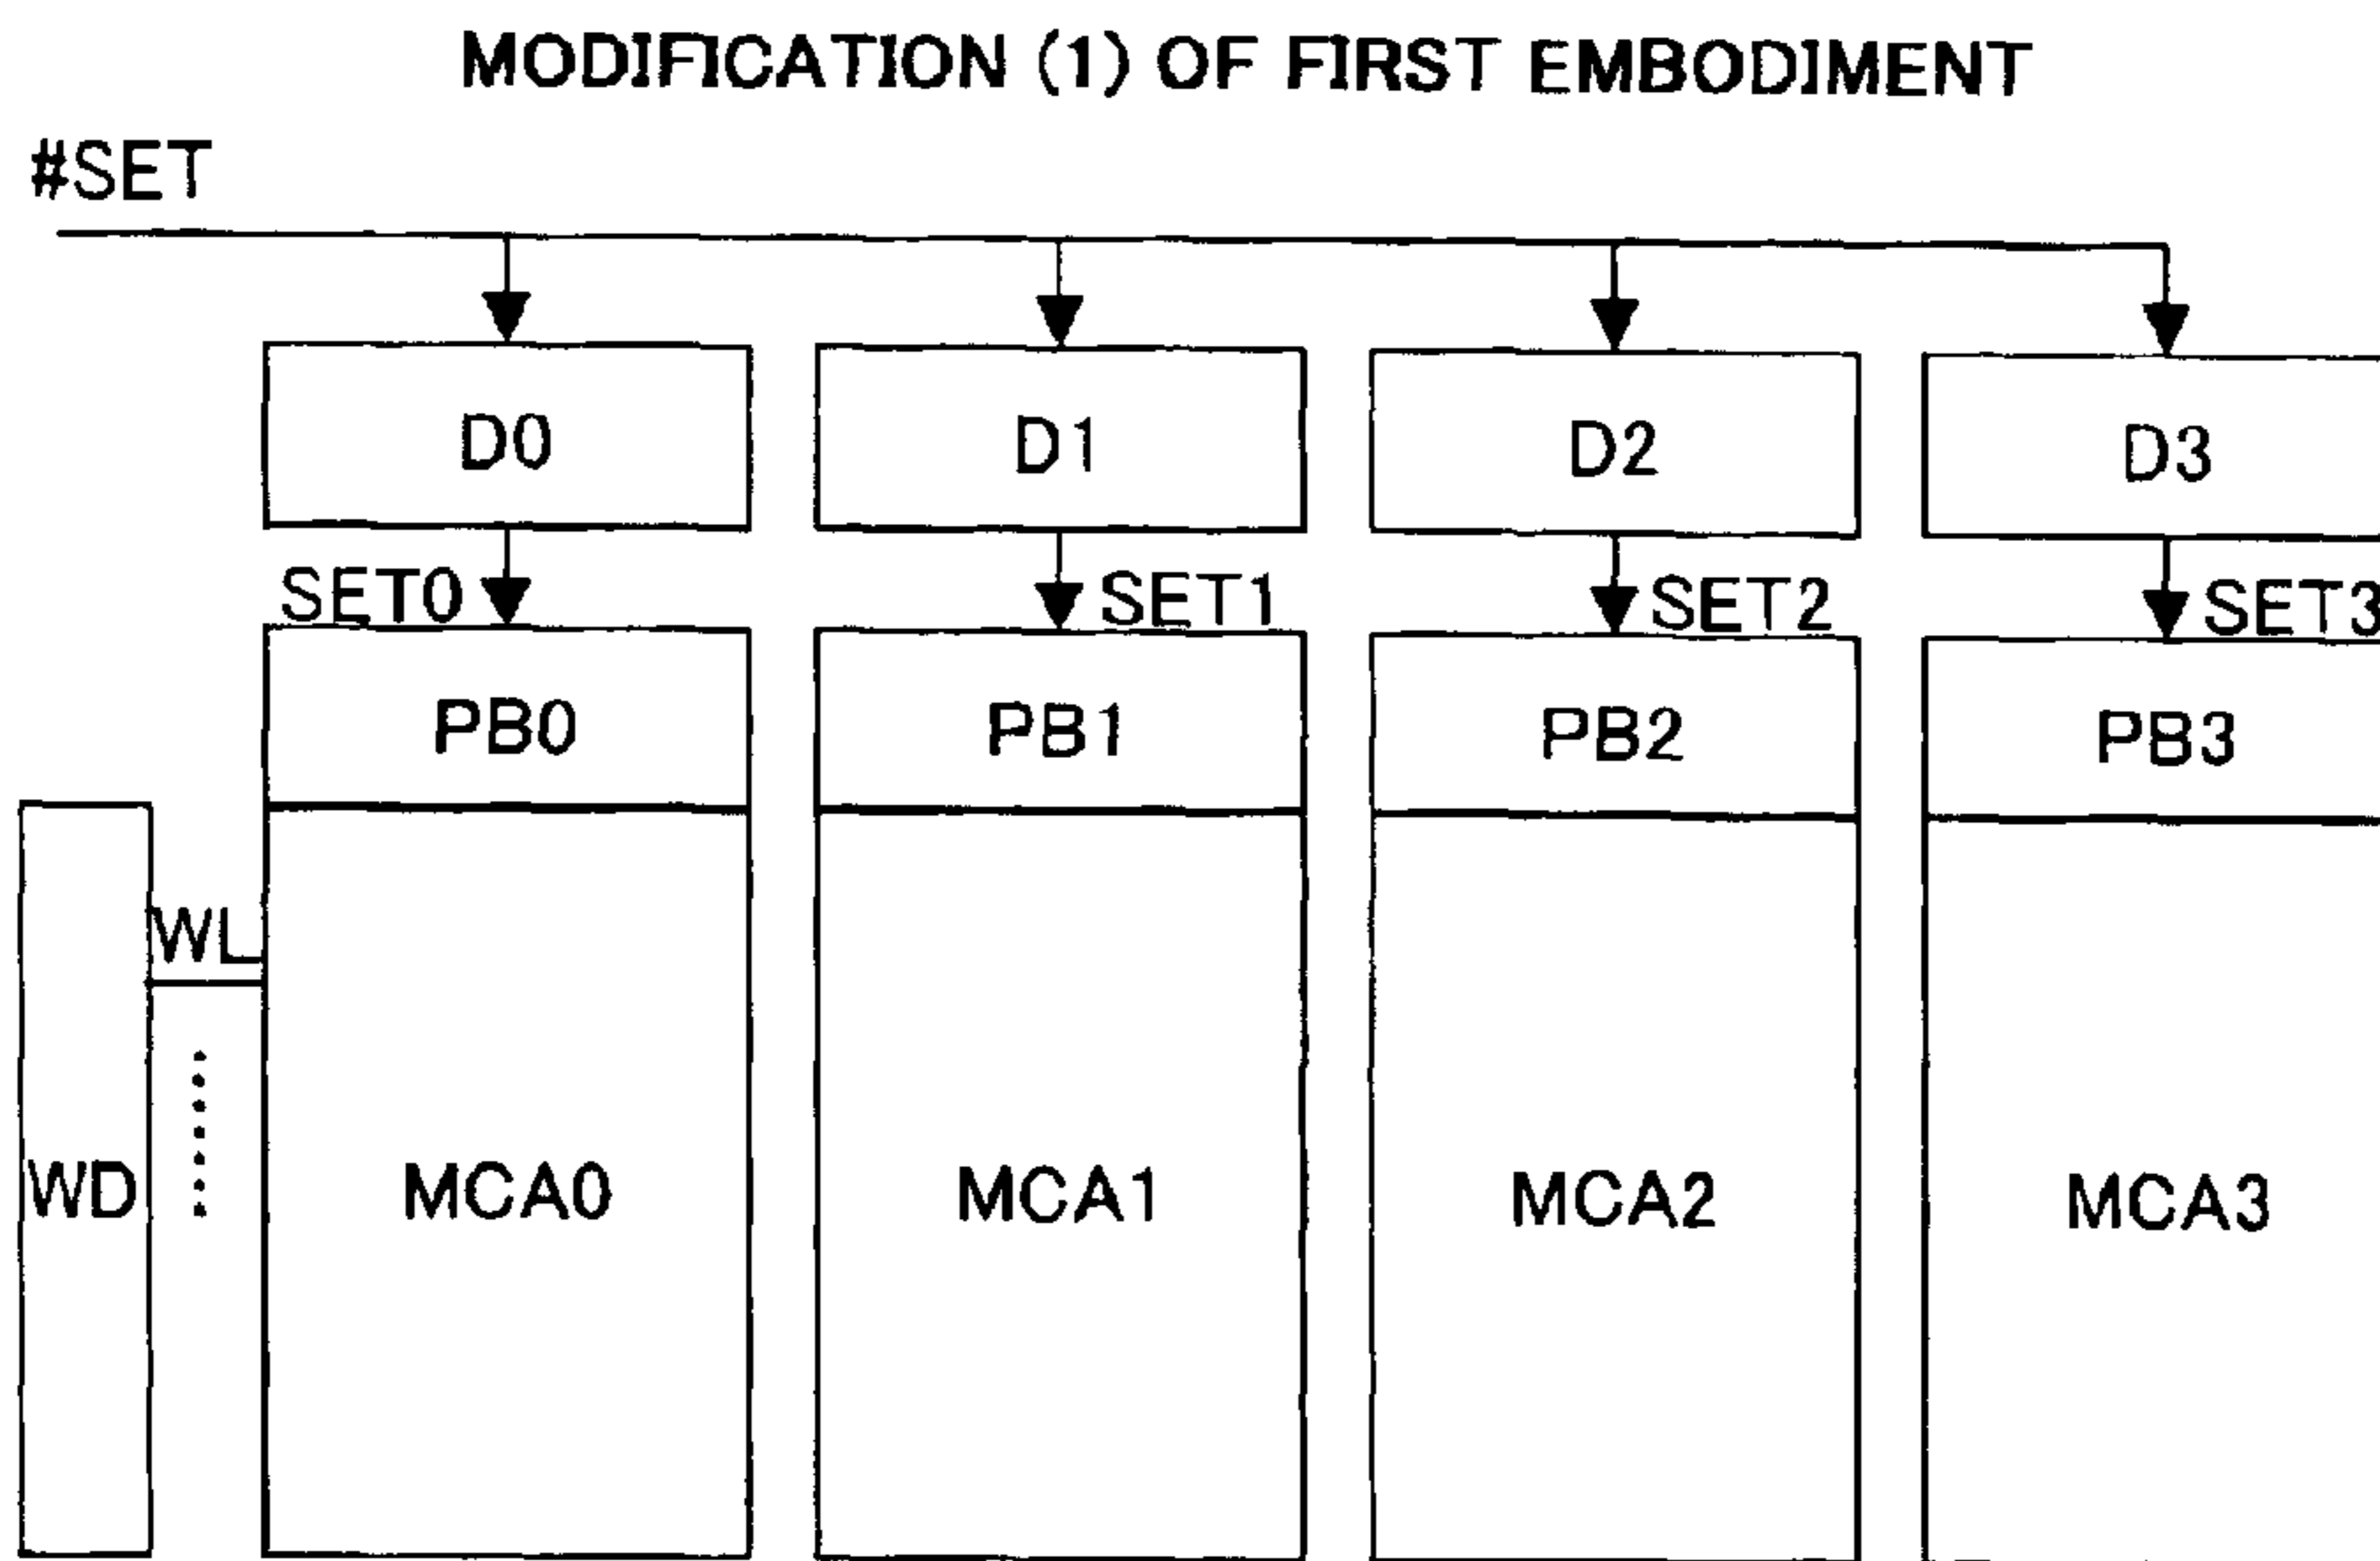 MODIFICATION (1) OF FIRST EMBODIMENT
#SET
D0 D1 D2 D3
SET0 SET1 SET2 SET3
PB0 PB1 PB2 PB3
WL
WD MCA0 MCA1 MCA2 MCA3